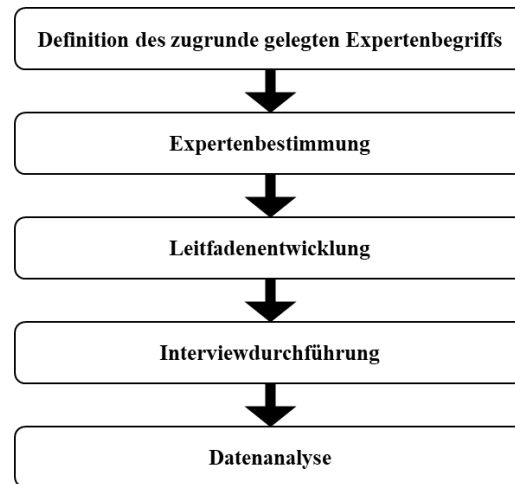 Definition des zugrunde gelegten Expertenbegriffs
Expertenbestimmung
Leitfadenentwicklung
Interviewdurchführung
Datenanalyse